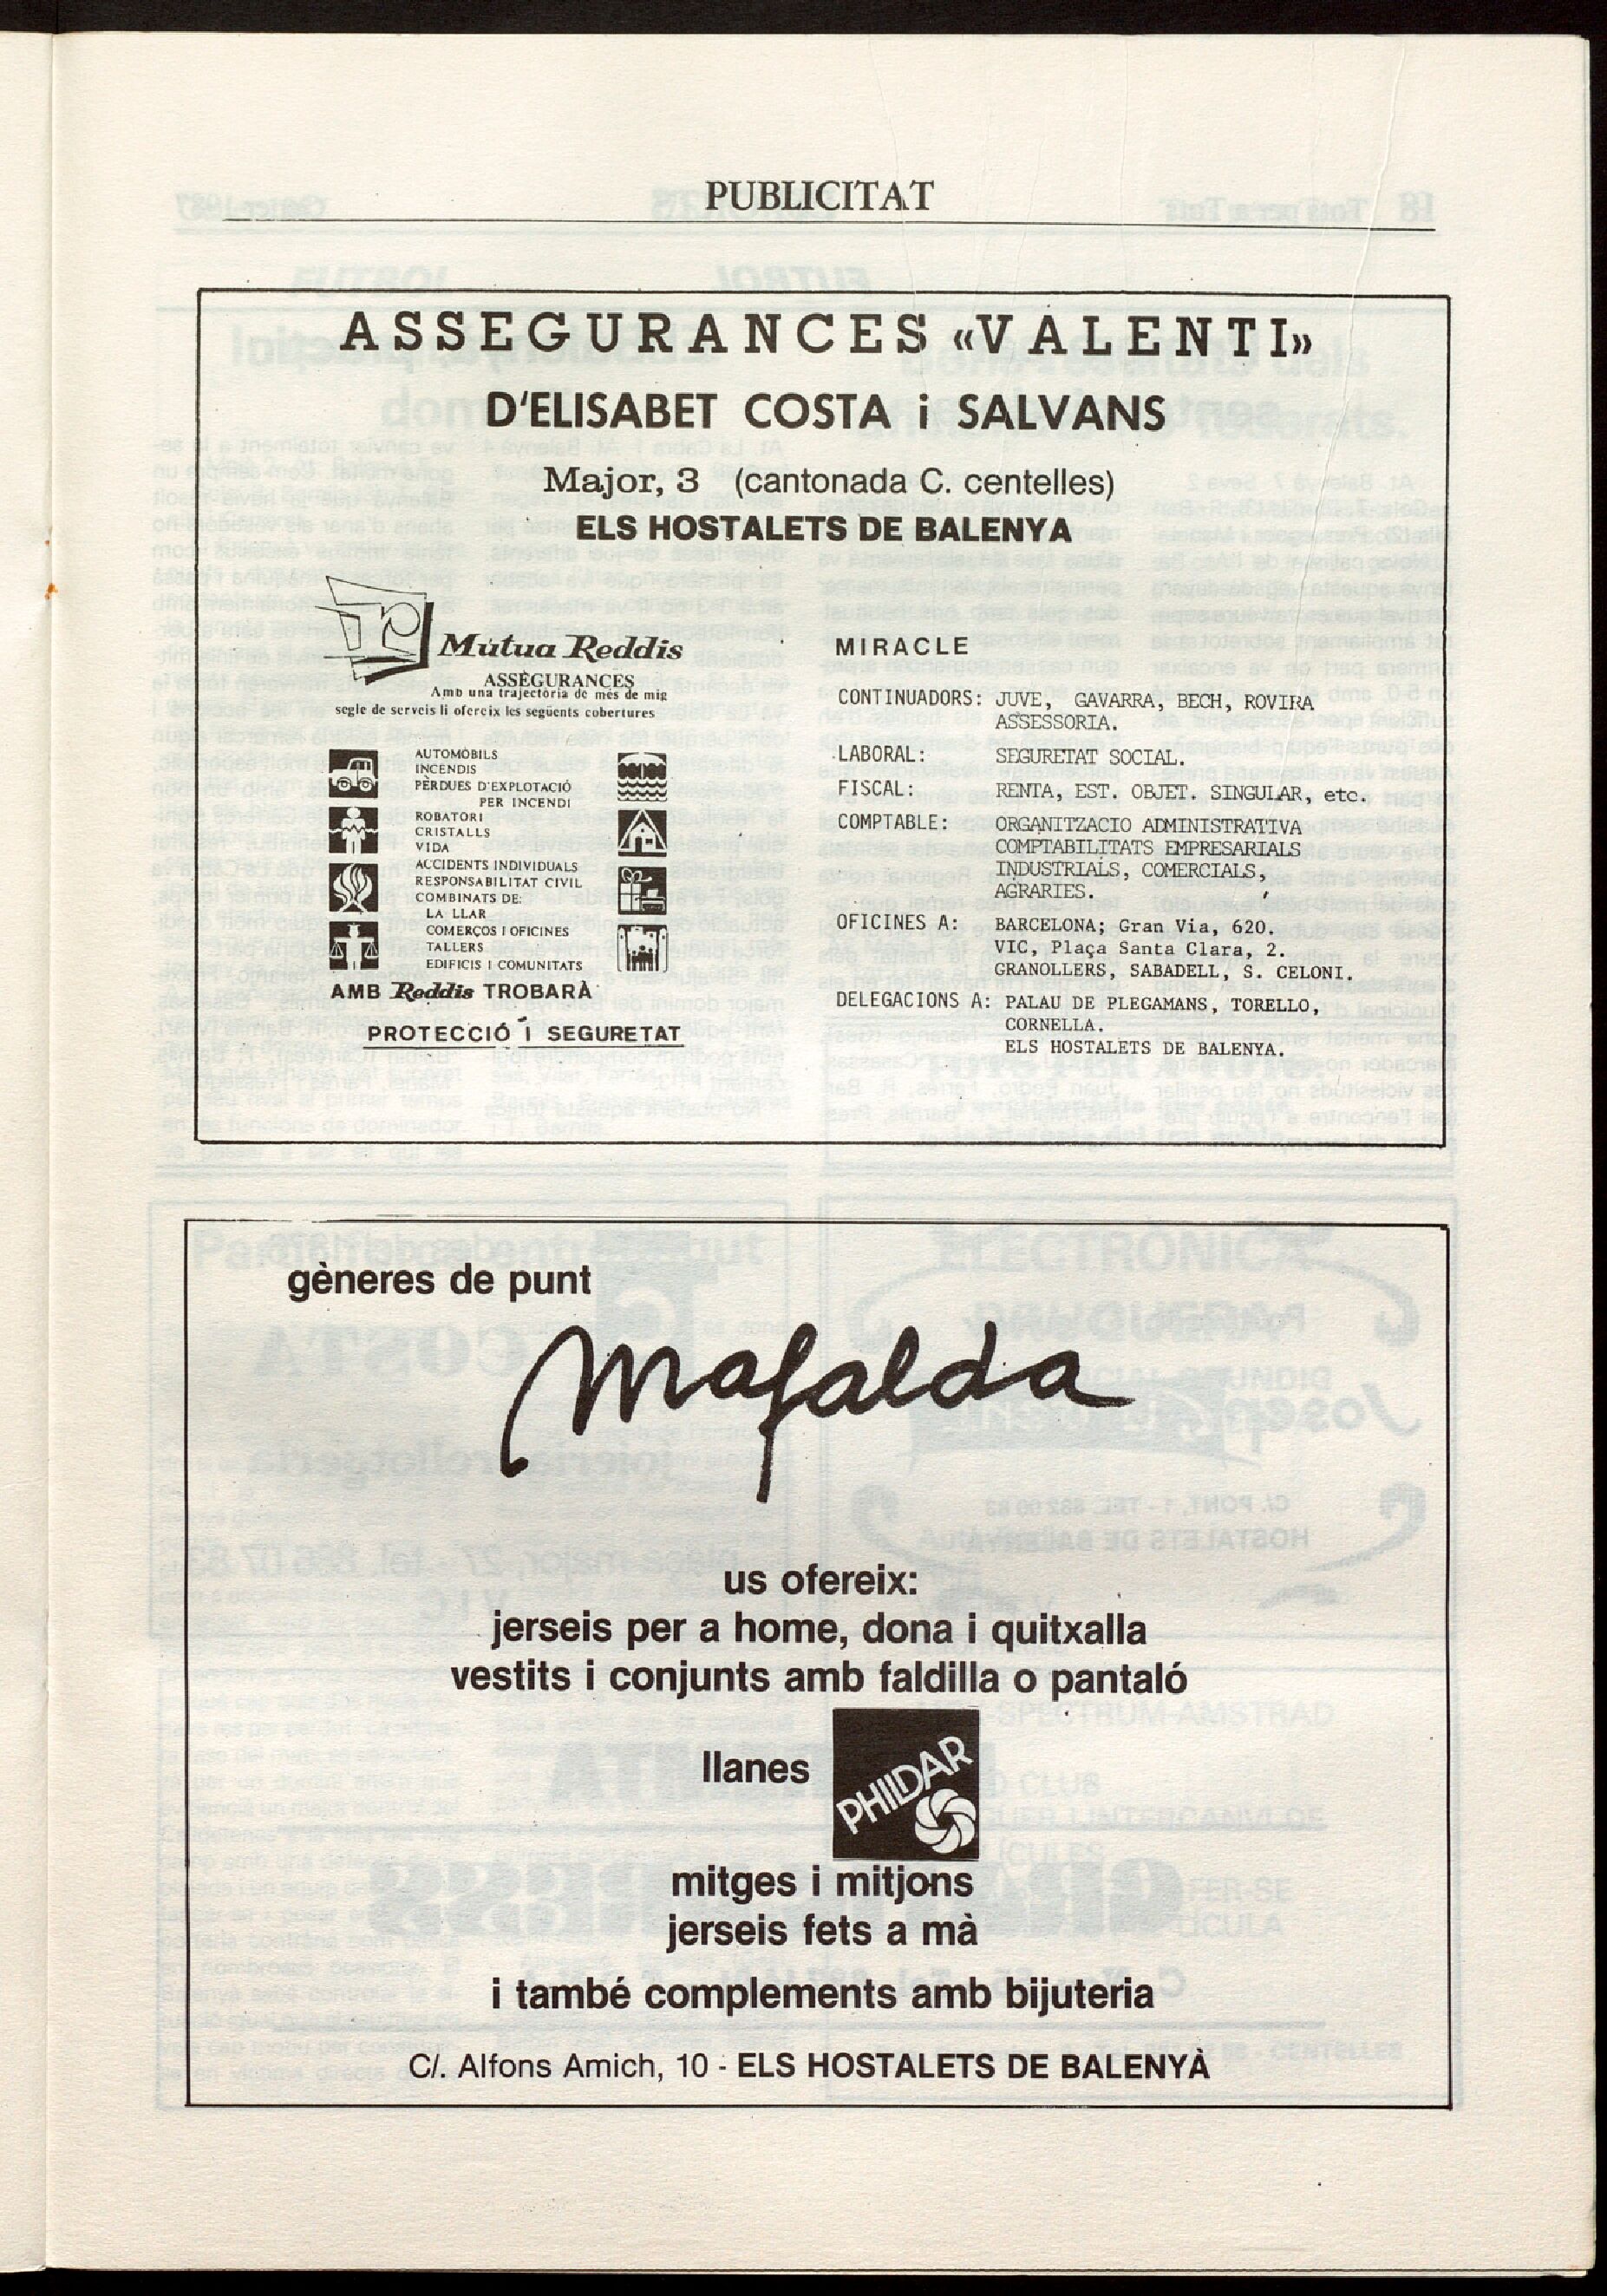 PUBLICITAT
ASSEGURANCES «VALENTI»
D'ELISABET COSTA i SALVANS
Major, 3 (cantonada C. centelles)
ELS HOSTALETS DE BALENYA
Mútua Reddis
ASSEGURANCES
Amb una trajectòria de més de mig
segle de serveis li ofereix les següents cobertures
AUTOMÒBILS
INCENDIS
PÈRDUES D'EXPLOTACIÓ
PER INCENDI
ROBATORI
CRISTALLS
VIDA
ACCIDENTS INDIVIDUALS
RESPONSABILITAT CIVIL
COMBINATS DE:
LA LLAR
COMERÇOS I OFICINES
TALLERS
EDIFICIS I COMUNITATS
AMB Reddis TROBARÀ
PROTECCIÓ I SEGURETAT
MIRACLE
CONTINUADORS: JUVE, GAVARRA, BECH, ROVIRA
ASSESSORIA.
LABORAL: SEGURETAT SOCIAL.
FISCAL: RENTA, EST. OBJET. SINGULAR, etc.
COMPTABLE: ORGANITZACIO ADMINISTRATIVA
COMPTABILITATS EMPRESARIALS
INDUSTRIALS, COMERCIALS,
AGRARIES.
OFICINES A: BARCELONA; Gran Via, 620.
VIC, Plaça Santa Clara, 2.
GRANOLLERS, SABADELL, S. CELONI.
DELEGACIONS A: PALAU DE PLEGAMANS, TORELLO,
CORNELLA.
ELS HOSTALETS DE BALENYA.
gèneres de punt
Mafalda
us ofereix:
jerseis per a home, dona i quitxalla
vestits i conjunts amb faldilla o pantaló
llanes PHILDAR
mitges i mitjons
jerseis fets a mà
i també complements amb bijuteria
C/. Alfons Amich, 10 - ELS HOSTALETS DE BALENYÀ